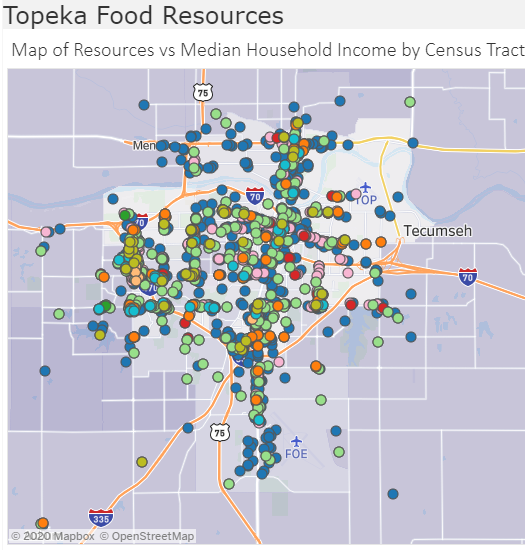 Topeka Food Resources
Map of Resources vs Median Household Income by Census Tract
75
Men
70
TOP
70
Tecumseh
70
75
FOE
335
© 2020 Mapbox © OpenStreetMap